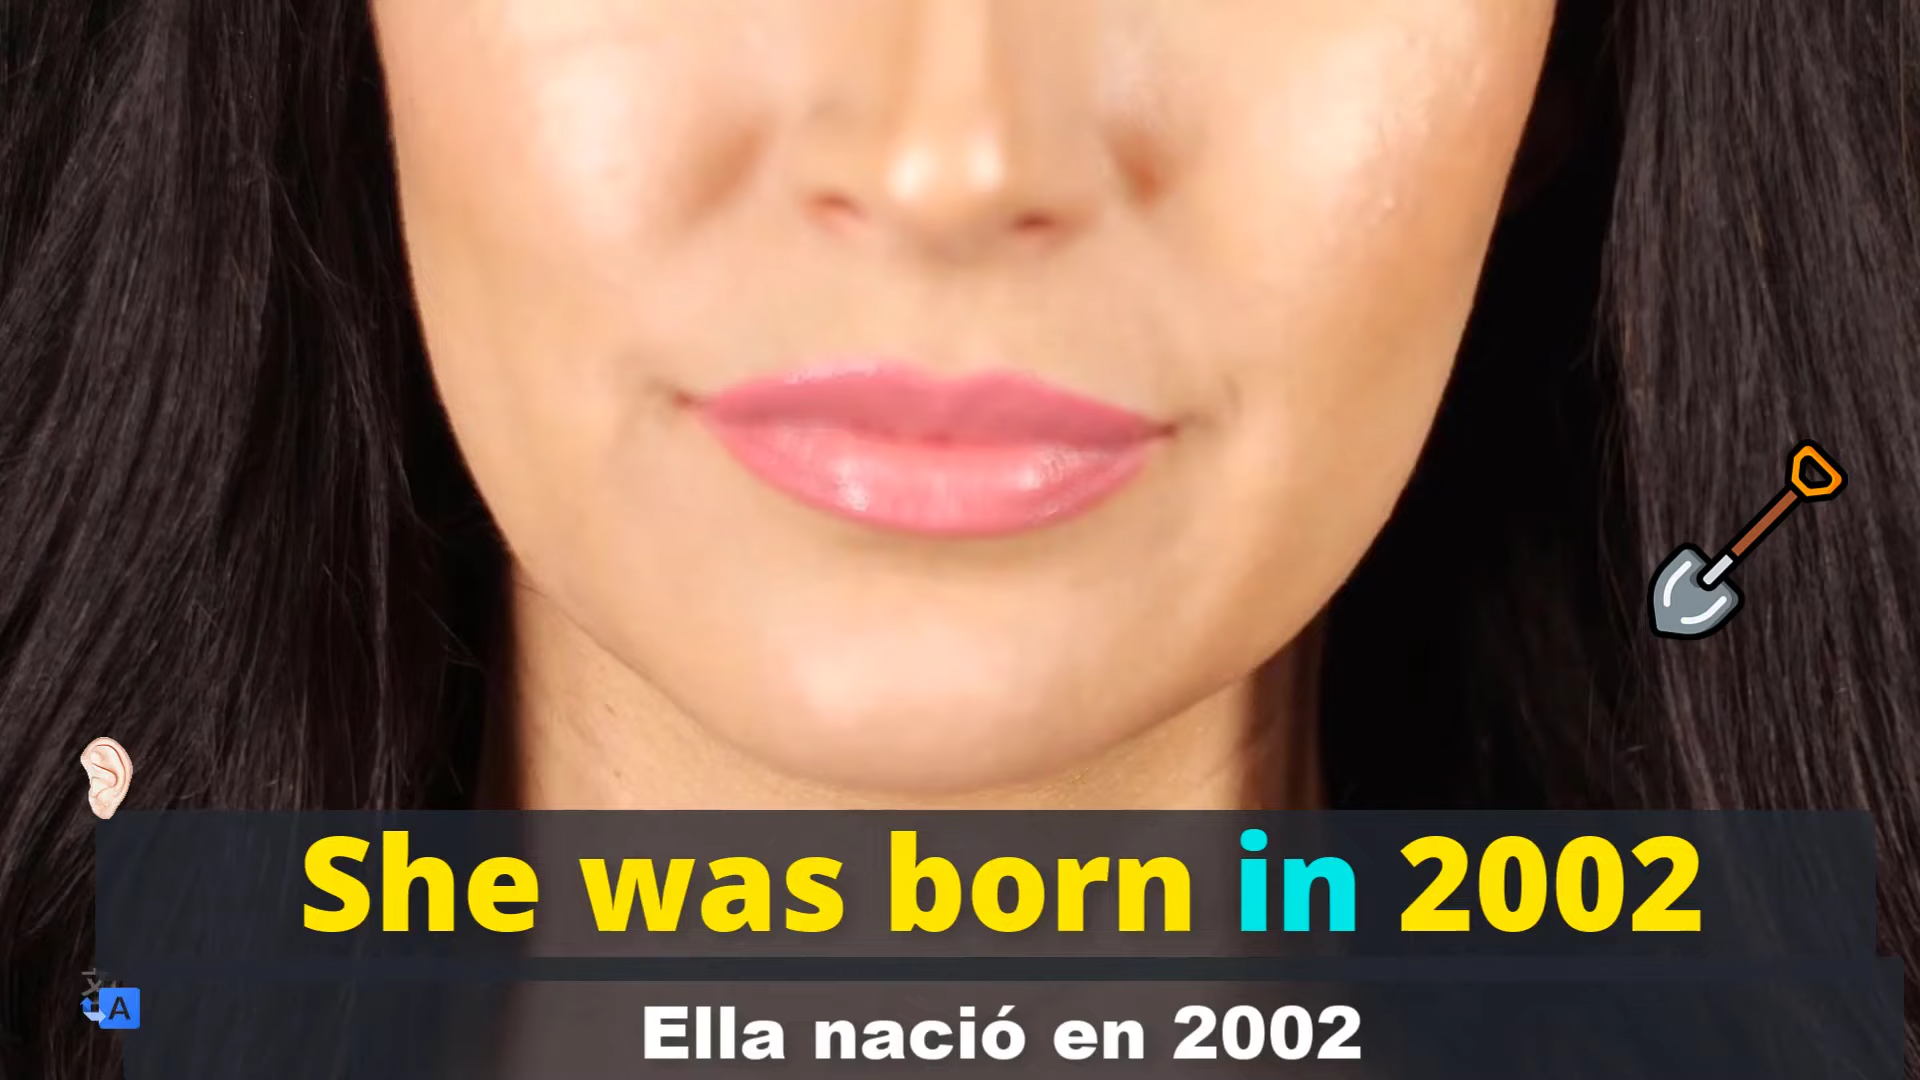 She was born in 2002
A
Ella nació en 2002